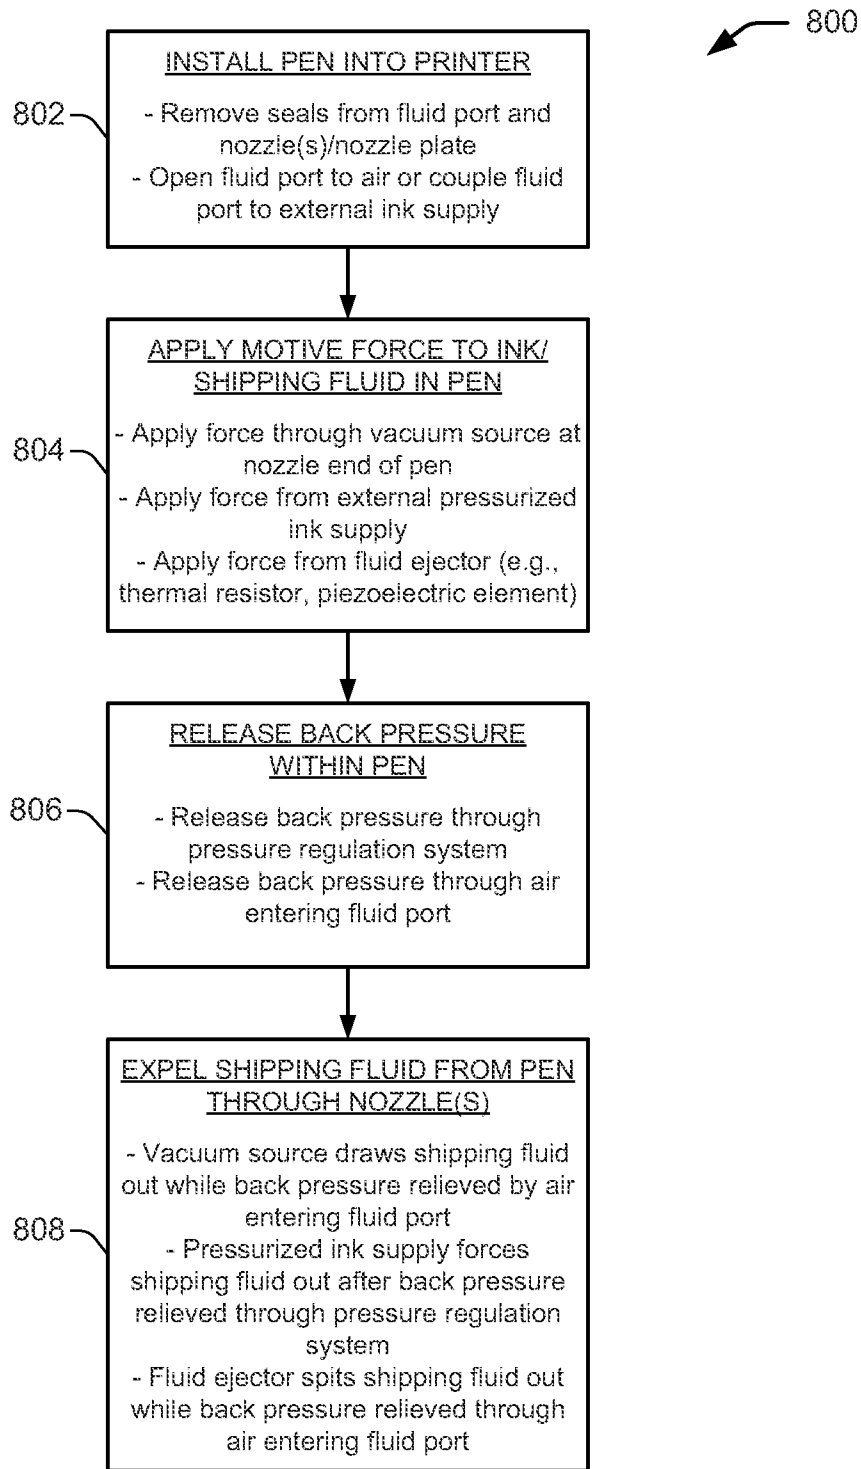 800
INSTALL PEN INTO PRINTER
802
- Remove seals from fluid port and
nozzle(s)/nozzle plate
- Open fluid port to air or couple fluid
port to external ink supply
APPLY MOTIVE FORCE TO INK/
SHIPPING FLUID IN PEN
804
- Apply force through vacuum source at
nozzle end of pen
- Apply force from external pressurized
ink supply
- Apply force from fluid ejector (e.g.,
thermal resistor, piezoelectric element)
RELEASE BACK PRESSURE
WITHIN PEN
806
- Release back pressure through
pressure regulation system
- Release back pressure through air
entering fluid port
EXPEL SHIPPING FLUID FROM PEN
THROUGH NOZZLE(S)
808
- Vacuum source draws shipping fluid
out while back pressure relieved by air
entering fluid port
- Pressurized ink supply forces
shipping fluid out after back pressure
relieved through pressure regulation
system
- Fluid ejector spits shipping fluid out
while back pressure relieved through
air entering fluid port